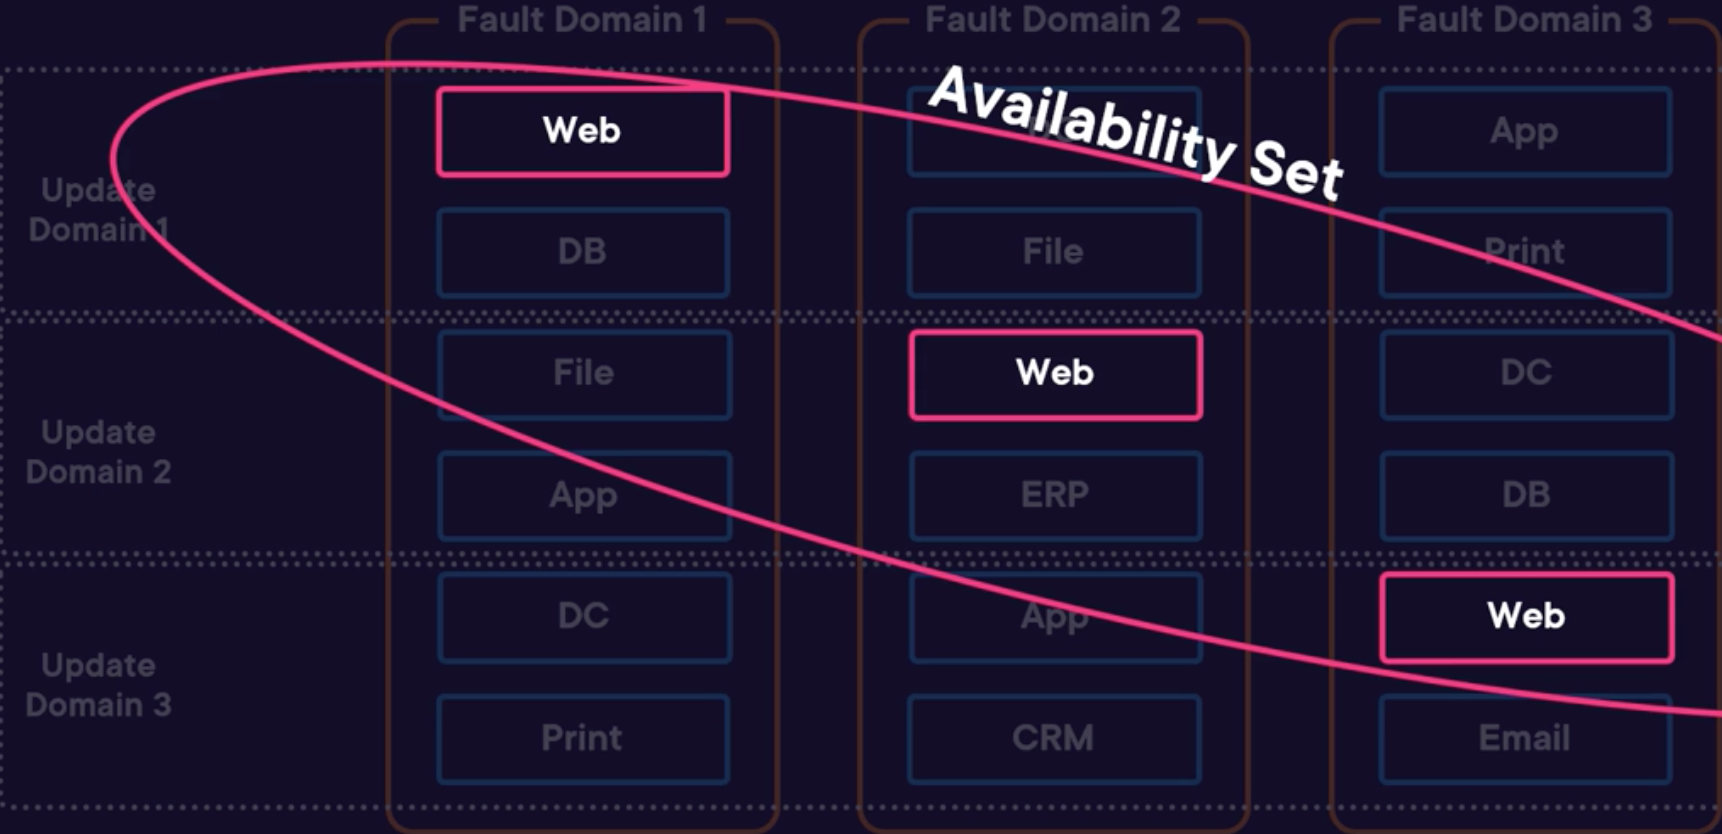 Fault Domain 1
Fault Domain 2
Fault Domain 3
Availability Set
Update
Domain 1
Web
App
DB
File
Print
Update
Domain 2
File
Web
DC
App
ERP
DB
Update
Domain 3
DC
App
Web
Print
CRM
Email